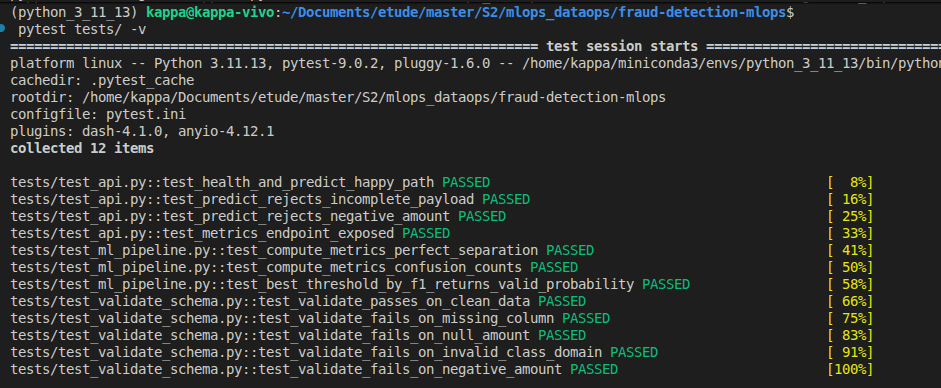 (python_3_11_13) kappa@kappa-vivo:~/Documents/etude/master/S2/mlops_dataops/fraud-detection-mlops$
pytest tests/ -v
============================================================== test session starts ============================
platform linux -- Python 3.11.13, pytest-9.0.2, pluggy-1.6.0 -- /home/kappa/miniconda3/envs/python_3_11_13/bin/python
cachedir: .pytest_cache
rootdir: /home/kappa/Documents/etude/master/S2/mlops_dataops/fraud-detection-mlops
configfile: pytest.ini
plugins: dash-4.1.0, anyio-4.12.1
collected 12 items
tests/test_api.py::test_health_and_predict_happy_path PASSED [  8%]
tests/test_api.py::test_predict_rejects_incomplete_payload PASSED [ 16%]
tests/test_api.py::test_predict_rejects_negative_amount PASSED [ 25%]
tests/test_api.py::test_metrics_endpoint_exposed PASSED [ 33%]
tests/test_ml_pipeline.py::test_compute_metrics_perfect_separation PASSED [ 41%]
tests/test_ml_pipeline.py::test_compute_metrics_confusion_counts PASSED [ 50%]
tests/test_ml_pipeline.py::test_best_threshold_by_f1_returns_valid_probability PASSED [ 58%]
tests/test_validate_schema.py::test_validate_passes_on_clean_data PASSED [ 66%]
tests/test_validate_schema.py::test_validate_fails_on_missing_column PASSED [ 75%]
tests/test_validate_schema.py::test_validate_fails_on_null_amount PASSED [ 83%]
tests/test_validate_schema.py::test_validate_fails_on_invalid_class_domain PASSED [ 91%]
tests/test_validate_schema.py::test_validate_fails_on_negative_amount PASSED [100%]